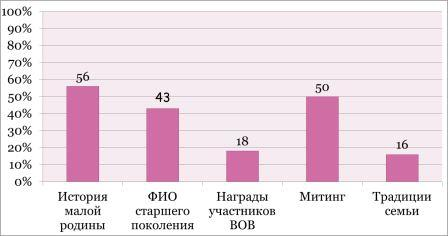 100%
90%
80%
70%
60%
50%
40%
30%
20%
10%
0%
56
43
18
50
16
История
малой
родины
ФИО
старшего
поколения
Награды
участников
ВОВ
Митинг
Традиции
семьи